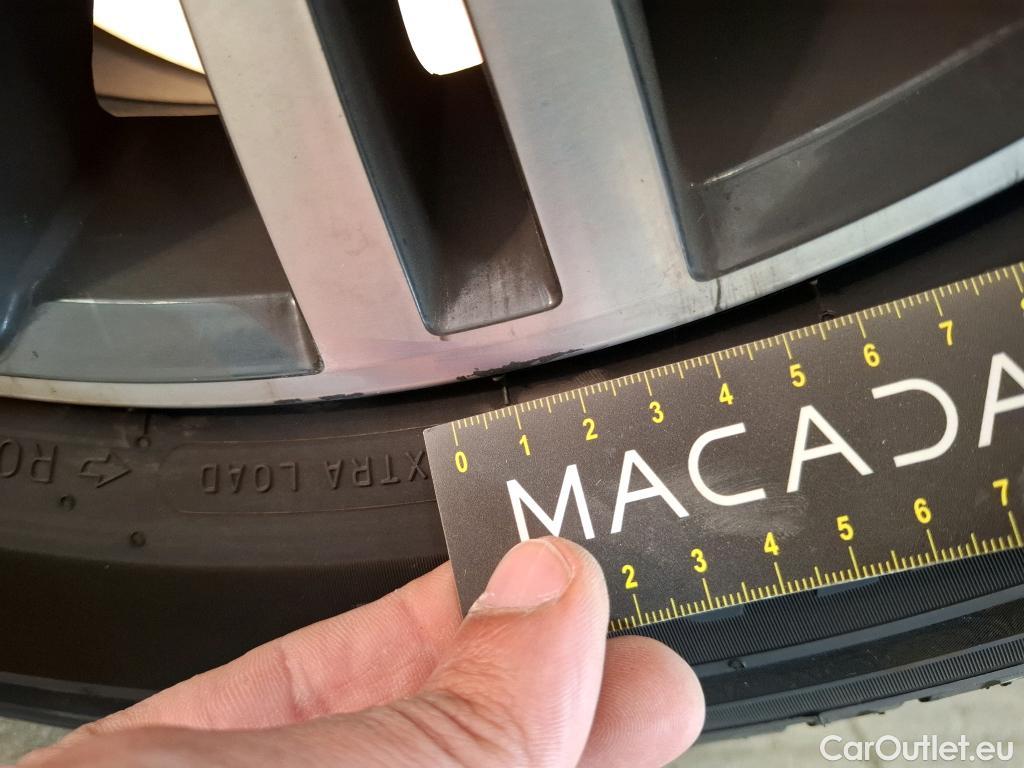 0 1 2 3 4 5 6 7
MACADA
2 3 4 5 6 7
XTRA LOAD
RO
CarOutlet.eu